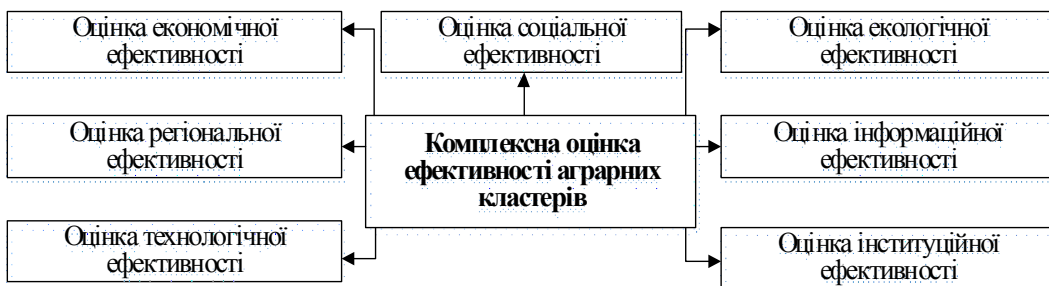 Оцінка економічної
ефективності
Оцінка соціальної
ефективності
Оцінка екологічної
ефективності
Оцінка регіональної
ефективності
Комплексна оцінка
ефективності аграрних
кластерів
Оцінка інформаційної
ефективності
Оцінка технологічної
ефективності
Оцінка інституційної
ефективності